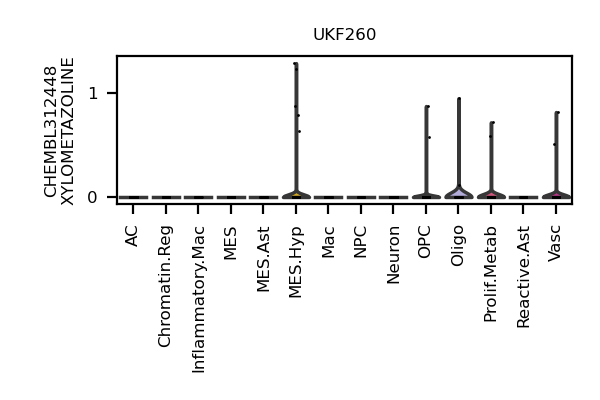 UKF260
CHEMBL312448
XYLOMETAZOLINE
1
0
AC
Chromatin.Reg
Inflammatory.Mac
MES
MES.Ast
MES.Hyp
Mac
NPC
Neuron
OPC
Oligo
Prolif.Metab
Reactive.Ast
Vasc